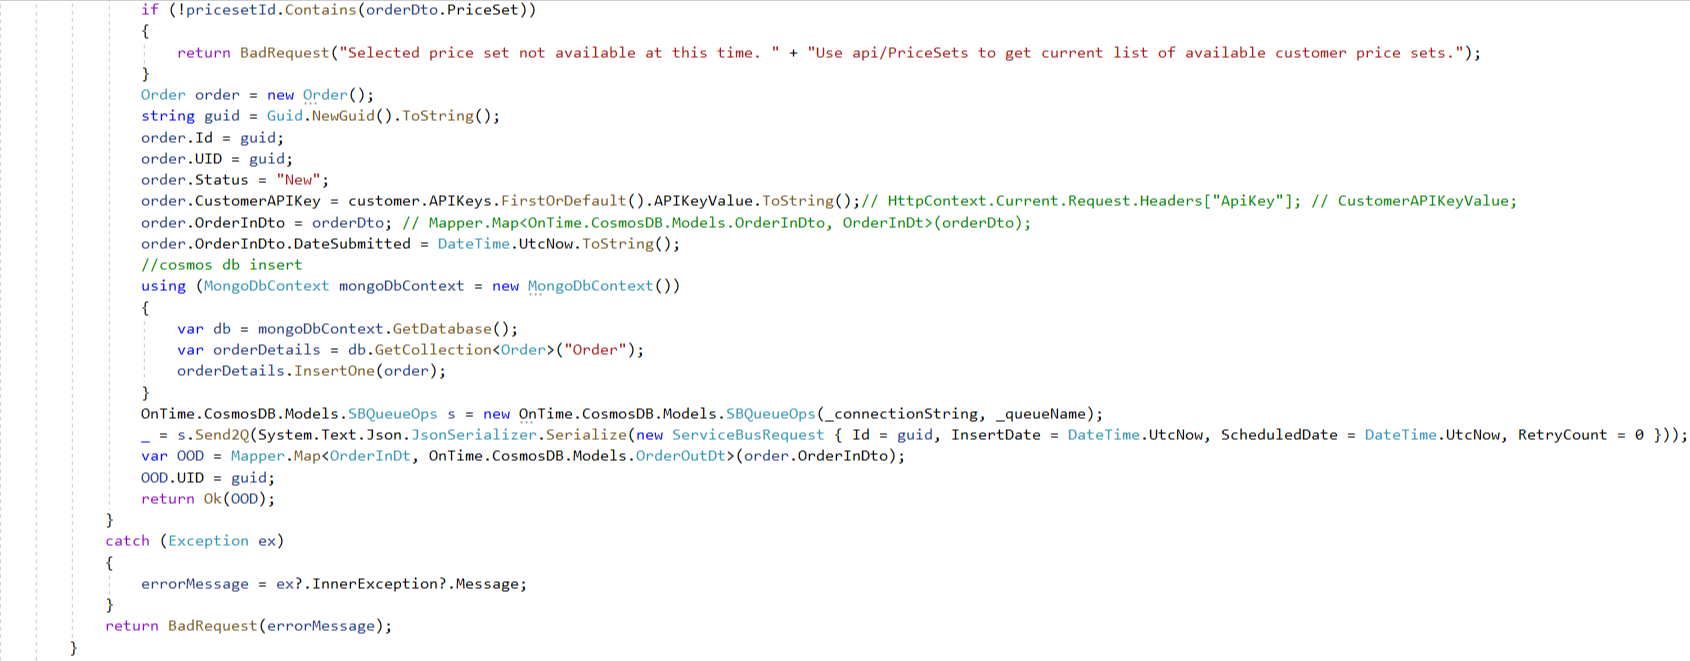 if (!pricesetId.Contains(orderDto.PriceSet))
{
return BadRequest("Selected price set not available at this time. " + "Use api/PriceSets to get current list of available customer price sets.");
}
Order order = new Order();
string guid = Guid.NewGuid().ToString();
order.Id = guid;
order.UID = guid;
order.Status = "New";
order.CustomerAPIKey = customer.APIKeys.FirstOrDefault().APIKeyValue.ToString();// HttpContext.Current.Request.Headers["ApiKey"]; // CustomerAPIKeyValue;
order.OrderInDto = orderDto; // Mapper.Map<OnTime.CosmosDB.Models.OrderInDto, OrderInDt>(orderDto);
order.OrderInDto.DateSubmitted = DateTime.UtcNow.ToString();
//cosmos db insert
using (MongoDbContext mongoDbContext = new MongoDbContext())
{
var db = mongoDbContext.GetDatabase();
var orderDetails = db.GetCollection<Order>("Order");
orderDetails.InsertOne(order);
}
OnTime.CosmosDB.Models.SBQueueOps s = new OnTime.CosmosDB.Models.SBQueueOps(_connectionString, _queueName);
_ = s.Send2Q(System.Text.Json.JsonSerializer.Serialize(new ServiceBusRequest { Id = guid, InsertDate = DateTime.UtcNow, ScheduledDate = DateTime.UtcNow, RetryCount = 0 }));
var OOD = Mapper.Map<OrderInDt, OnTime.CosmosDB.Models.OrderOutDt>(order.OrderInDto);
OOD.UID = guid;
return Ok(OOD);
}
catch (Exception ex)
{
errorMessage = ex?.InnerException?.Message;
}
return BadRequest(errorMessage);
}